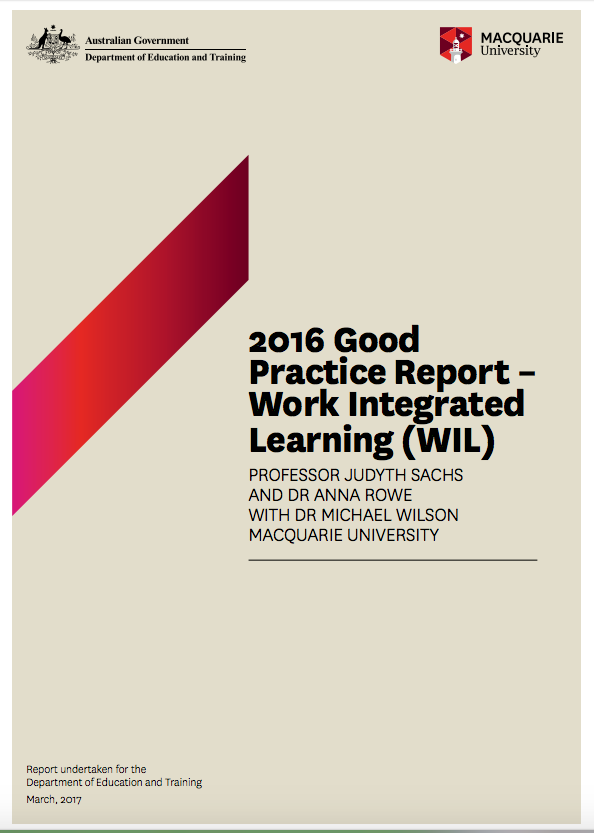 Australian Government
Department of Education and Training
MACQUARIE
University
2016 Good
Practice Report –
Work Integrated
Learning (WIL)
PROFESSOR JUDYTH SACHS
AND DR ANNA ROWE
WITH DR MICHAEL WILSON
MACQUARIE UNIVERSITY
Report undertaken for the
Department of Education and Training
March, 2017